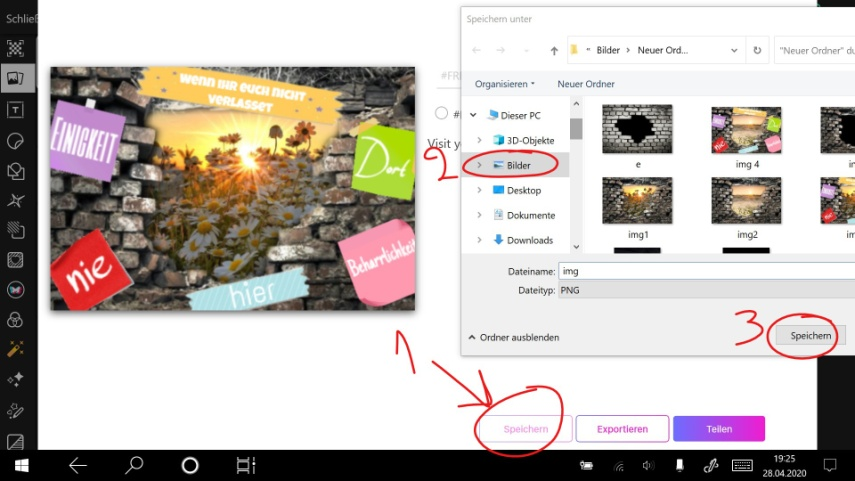 Schließ
Speichern unter
Bilder > Neuer Ord...
"Neuer Ordner" du
Organisieren
Neuer Ordner
Dieser PC
3D-Objekte
Bilder
Desktop
Dokumente
Downloads
e
img 4
img1
img2
Dateiname: img
Dateityp: PNG
Ordner ausblenden
Speichern
#FR
#
Visit y
wenn ihr euch nicht
verlasset
EINIGKEIT
Dort
nie
Beharrlichkeit
hier
1
2
3
Speichern
Exportieren
Teilen
19:25
28.04.2020